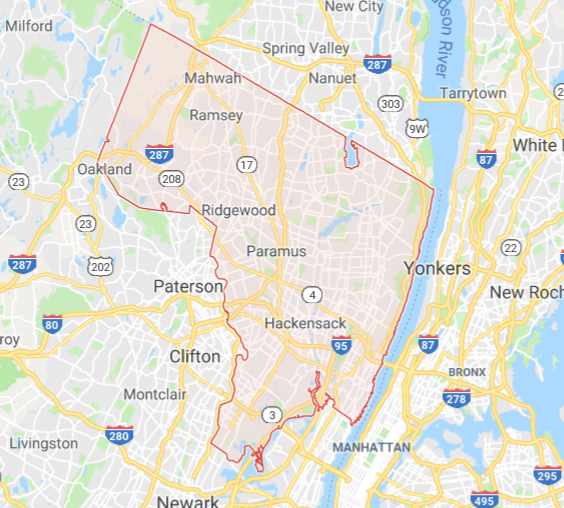 New City
Milford
Spring Valley
287
Mahwah
Nanuet
Hudson River
Tarrytown
303
9W
Ramsey
White
287
17
87
Oakland
208
23
Ridgewood
23
22
Paramus
287
202
Yonkers
Paterson
4
New Roch
80
Hackensack
95
87
Clifton
BRONX
Montclair
278
3
280
Livingston
MANHATTAN
295
Newark
495